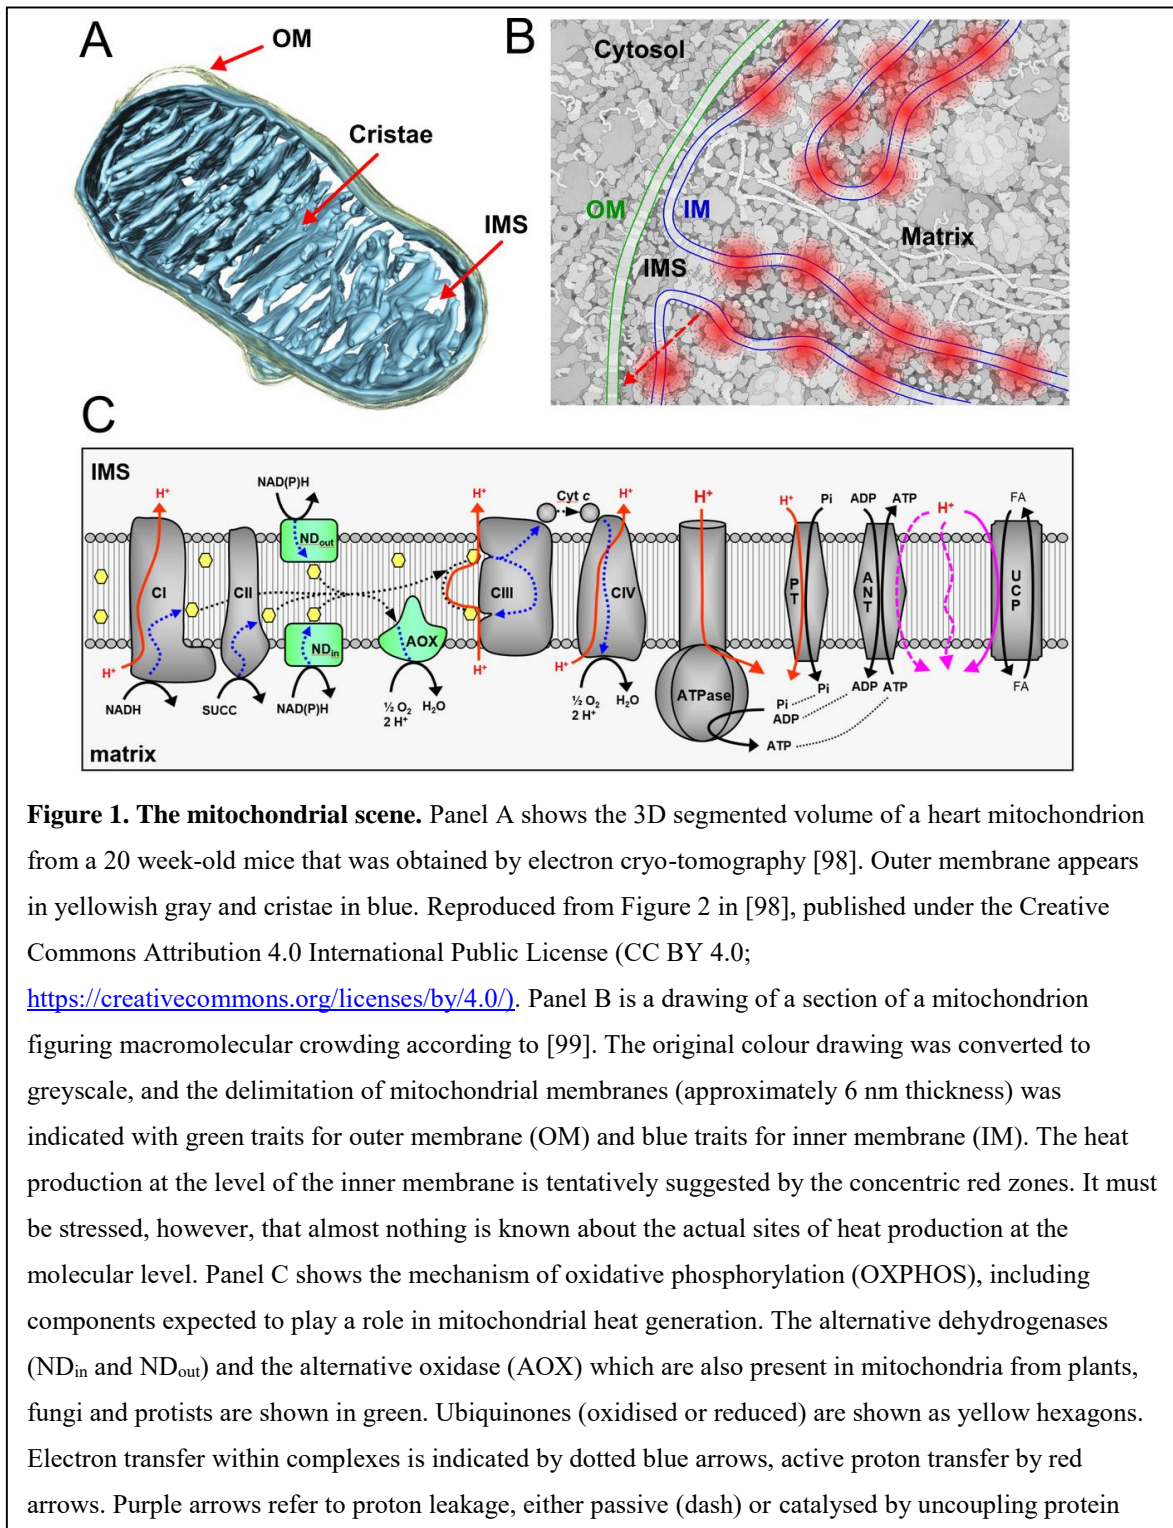 A
OM
Cristae
IMS
B
Cytosol
OM
IM
Matrix
IMS
C
IMS
H⁺
NAD(P)H
H⁺
Cyt c
H⁺
H⁺
H⁺
Pi
ADP
ATP
H⁺
FA
NDout
CI
CII
CIII
CIV
PT
ANT
UCP
NDin
AOX
H⁺
H⁺
H⁺
NADH
SUCC
NAD(P)H
½ O₂
2 H⁺
H₂O
½ O₂
2 H⁺
H₂O
ATPase
Pi
ADP
ATP
FA
Pi
ADP
ATP
matrix
Figure 1. The mitochondrial scene. Panel A shows the 3D segmented volume of a heart mitochondrion
from a 20 week-old mice that was obtained by electron cryo-tomography [98]. Outer membrane appears
in yellowish gray and cristae in blue. Reproduced from Figure 2 in [98], published under the Creative
Commons Attribution 4.0 International Public License (CC BY 4.0;
https://creativecommons.org/licenses/by/4.0/). Panel B is a drawing of a section of a mitochondrion
figuring macromolecular crowding according to [99]. The original colour drawing was converted to
greyscale, and the delimitation of mitochondrial membranes (approximately 6 nm thickness) was
indicated with green traits for outer membrane (OM) and blue traits for inner membrane (IM). The heat
production at the level of the inner membrane is tentatively suggested by the concentric red zones. It must
be stressed, however, that almost nothing is known about the actual sites of heat production at the
molecular level. Panel C shows the mechanism of oxidative phosphorylation (OXPHOS), including
components expected to play a role in mitochondrial heat generation. The alternative dehydrogenases
(NDin and NDout) and the alternative oxidase (AOX) which are also present in mitochondria from plants,
fungi and protists are shown in green. Ubiquinones (oxidised or reduced) are shown as yellow hexagons.
Electron transfer within complexes is indicated by dotted blue arrows, active proton transfer by red
arrows. Purple arrows refer to proton leakage, either passive (dash) or catalysed by uncoupling protein